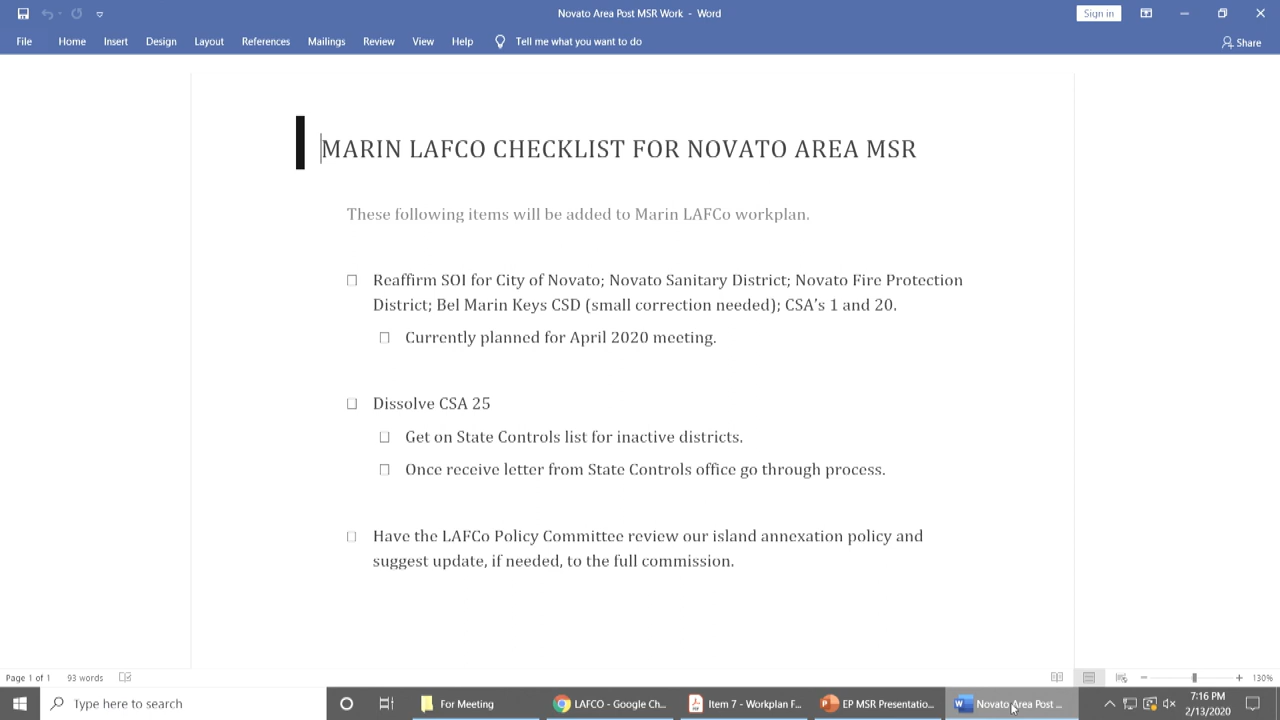 Novato Area Post MSR Work - Word
Sign in
File Home Insert Design Layout References Mailings Review View Help Tell me what you want to do Share
MARIN LAFCO CHECKLIST FOR NOVATO AREA MSR
These following items will be added to Marin LAFCo workplan.
Reaffirm SOI for City of Novato; Novato Sanitary District; Novato Fire Protection
District; Bel Marin Keys CSD (small correction needed); CSA’s 1 and 20.
Currently planned for April 2020 meeting.
Dissolve CSA 25
Get on State Controls list for inactive districts.
Once receive letter from State Controls office go through process.
Have the LAFCo Policy Committee review our island annexation policy and
suggest update, if needed, to the full commission.
Page 1 of 1 93 words 130%
Type here to search For Meeting LAFCO - Google Ch... Item 7 - Workplan F... EP MSR Presentatio... Novato Area Post ... 7:16 PM
2/13/2020